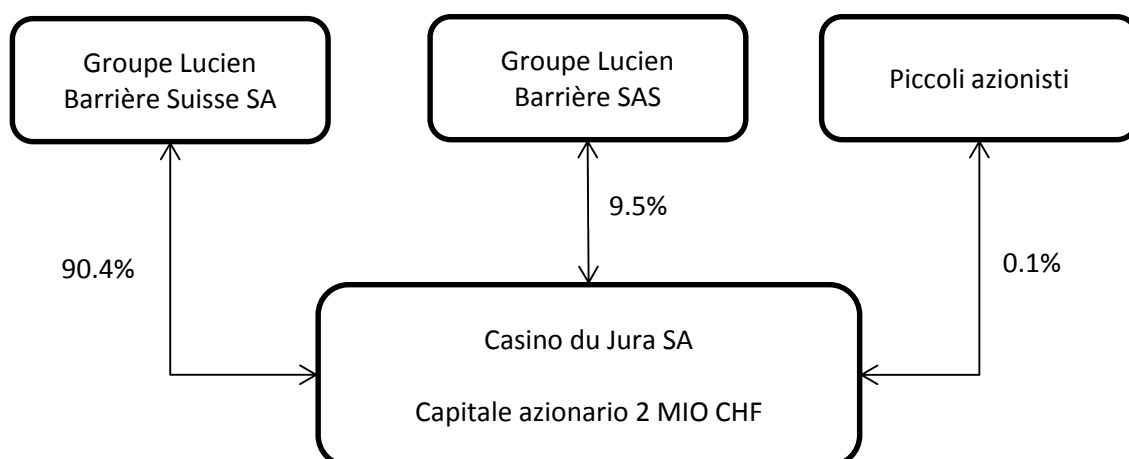 Groupe Lucien
Barrière Suisse SA
Groupe Lucien
Barrière SAS
Piccoli azionisti
90.4%
9.5%
0.1%
Casino du Jura SA
Capitale azionario 2 MIO CHF